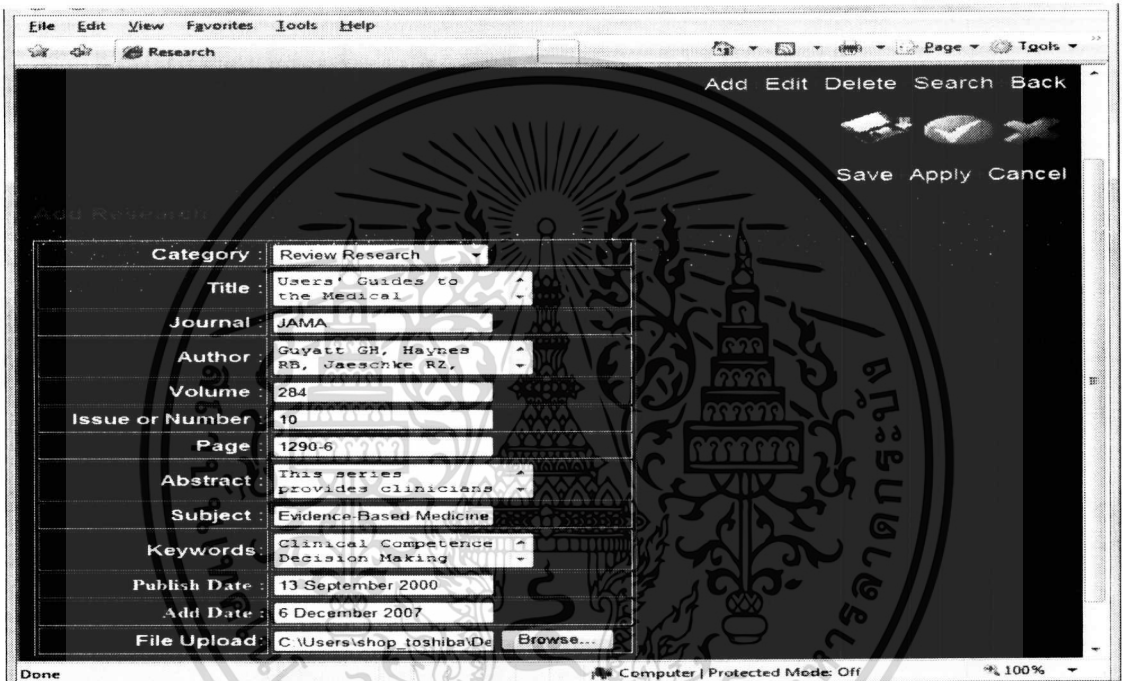 File Edit View Favorites Tools Help
Research Page Tools
Add Edit Delete Search Back
Save Apply Cancel
Add Research
Category : Review Research
Title : Users' Guides to
the Medical
Journal : JAMA
Author : Guyatt GH, Haynes
RB, Jaeschke RZ,
Volume : 284
Issue or Number : 10
Page : 1290-6
Abstract : This series
provides clinicians
Subject : Evidence-Based Medicine
Keywords: Clinical Competence
Decision Making
Publish Date : 13 September 2000
Add Date : 6 December 2007
File Upload: C:\Users\shop_toshiba\De Browse...
Done Computer | Protected Mode: Off 100%